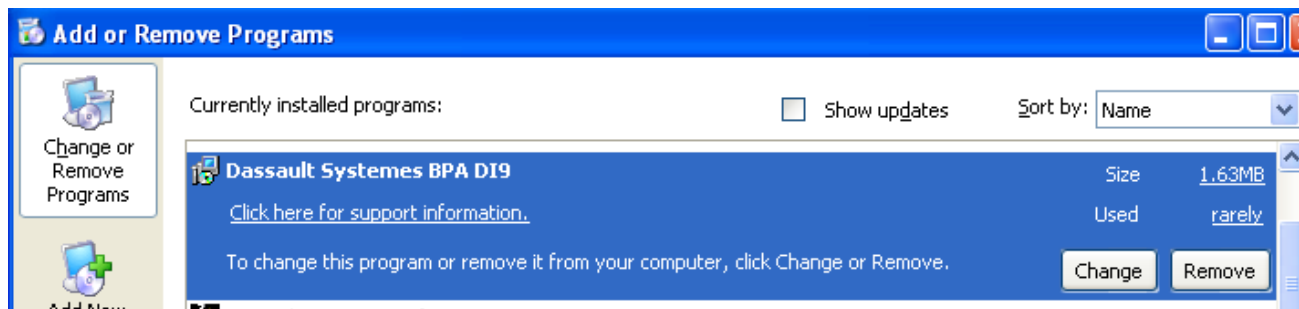 Add or Remove Programs
Change or Remove Programs
Currently installed programs:
Show updates
Sort by: Name
Dassault Systemes BPA DI9
Size 1.63MB
Click here for support information.
Used rarely
To change this program or remove it from your computer, click Change or Remove.
Change
Remove
Add New